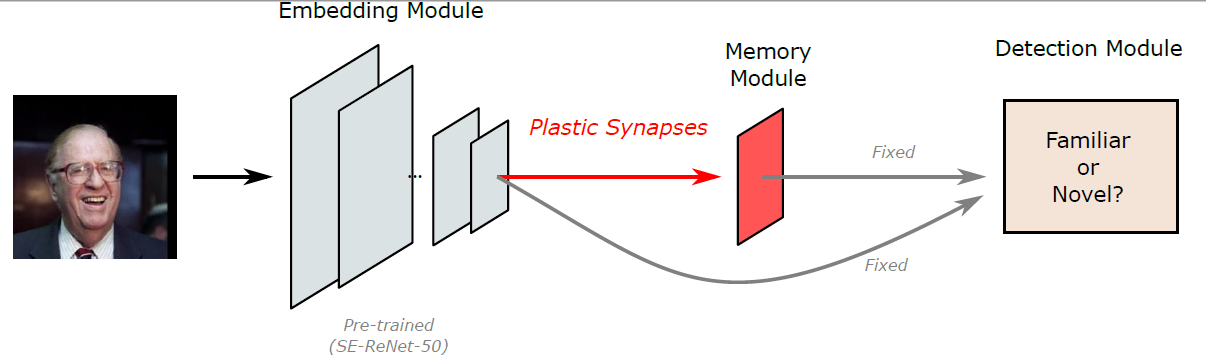 Embedding Module
Memory
Module
Detection Module
Plastic Synapses
Fixed
Familiar
or
Novel?
...
Fixed
Pre-trained
(SE-ReNet-50)